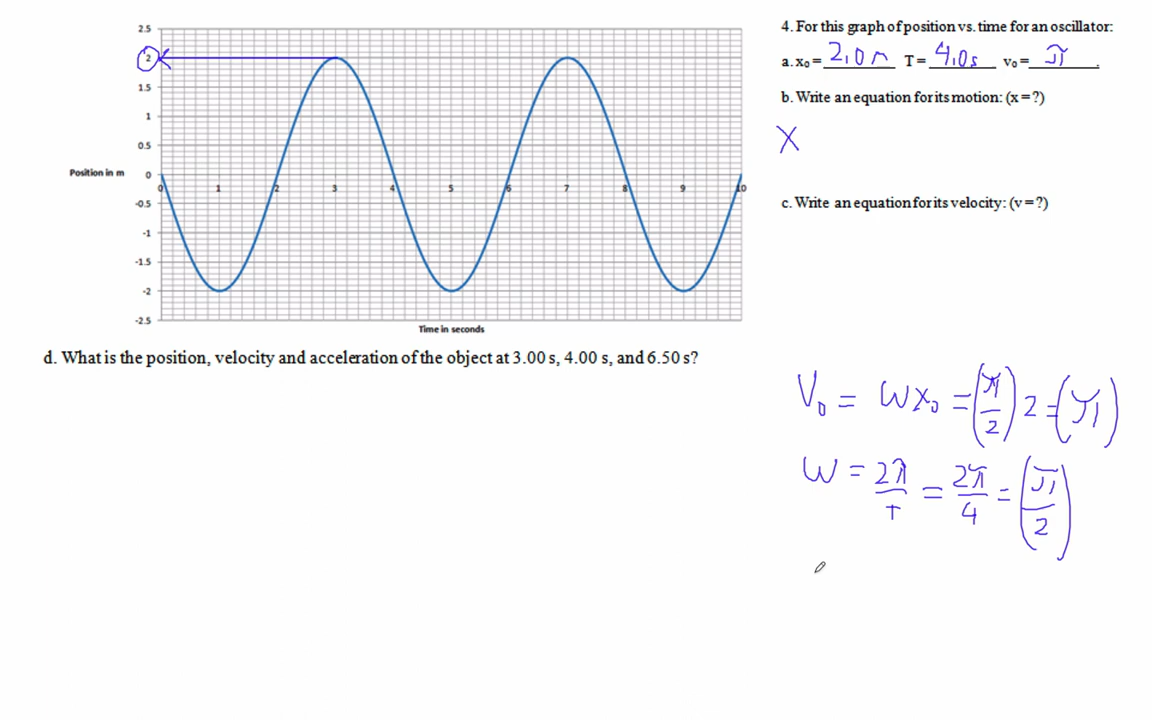 2.5
2
1.5
1
0.5
0
-0.5
-1
-1.5
-2
-2.5
Position in m
0 1 2 3 4 5 6 7 8 9 10
Time in seconds
4. For this graph of position vs. time for an oscillator:
a. x₀ = 2.0 m T = 4.0s v₀ = π .
b. Write an equation for its motion: (x = ?)
X
c. Write an equation for its velocity: (v = ?)
d. What is the position, velocity and acceleration of the object at 3.00 s, 4.00 s, and 6.50 s?
V₀ = ωx₀ = (π/2) 2 = (π)
ω = 2π/T = 2π/4 = (π/2)